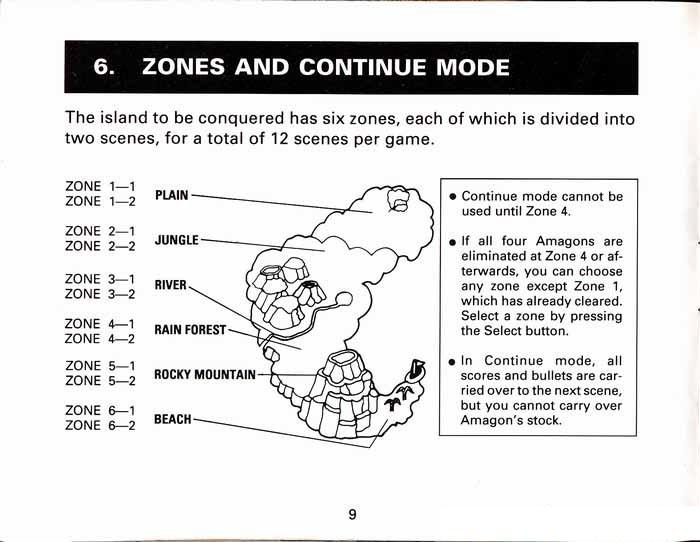 6. ZONES AND CONTINUE MODE
The island to be conquered has six zones, each of which is divided into
two scenes, for a total of 12 scenes per game.
ZONE 1—1
ZONE 1—2
PLAIN
ZONE 2—1
ZONE 2—2
JUNGLE
ZONE 3—1
ZONE 3—2
RIVER
ZONE 4—1
ZONE 4—2
RAIN FOREST
ZONE 5—1
ZONE 5—2
ROCKY MOUNTAIN
ZONE 6—1
ZONE 6—2
BEACH
• Continue mode cannot be
used until Zone 4.
• If all four Amagons are
eliminated at Zone 4 or af-
terwards, you can choose
any zone except Zone 1,
which has already cleared.
Select a zone by pressing
the Select button.
• In Continue mode, all
scores and bullets are car-
ried over to the next scene,
but you cannot carry over
Amagon's stock.
9